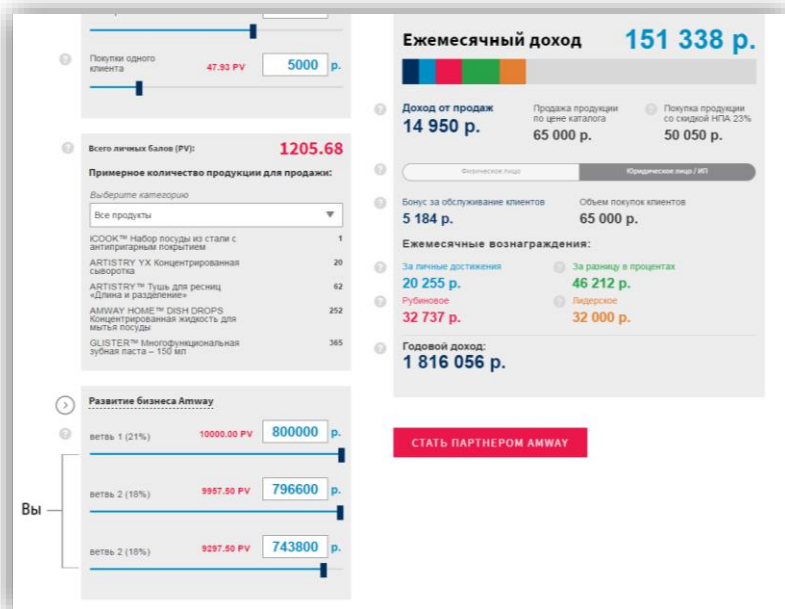 Покупки одного
клиента
47.93 PV
5000 р.
Всего личных балов (PV): 1205.68
Примерное количество продукции для продажи:
Выберите категорию
Все продукты
iCOOK™ Набор посуды из стали с
антипригарным покрытием
1
ARTISTRY YX Концентрированная
сыворотка
20
ARTISTRY™ Тушь для ресниц
«Длина и разделение»
62
AMWAY HOME™ DISH DROPS
Концентрированная жидкость для
мытья посуды
252
GLISTER™ Многофункциональная
зубная паста – 150 мл
365
Развитие бизнеса Amway
Вы
ветвь 1 (21%) 10000.00 PV 800000 р.
ветвь 2 (18%) 9957.50 PV 796600 р.
ветвь 2 (18%) 9297.50 PV 743800 р.
Ежемесячный доход 151 338 р.
Доход от продаж
14 950 р.
Продажа продукции
по цене каталога
65 000 р.
Покупка продукции
со скидкой НПА 23%
50 050 р.
Физическое лицо
Юридическое лицо / ИП
Бонус за обслуживание клиентов
5 184 р.
Объем покупок клиентов
65 000 р.
Ежемесячные вознаграждения:
За личные достижения
20 255 р.
За разницу в процентах
46 212 р.
Рубиновое
32 737 р.
Лидерское
32 000 р.
Годовой доход:
1 816 056 р.
СТАТЬ ПАРТНЕРОМ AMWAY